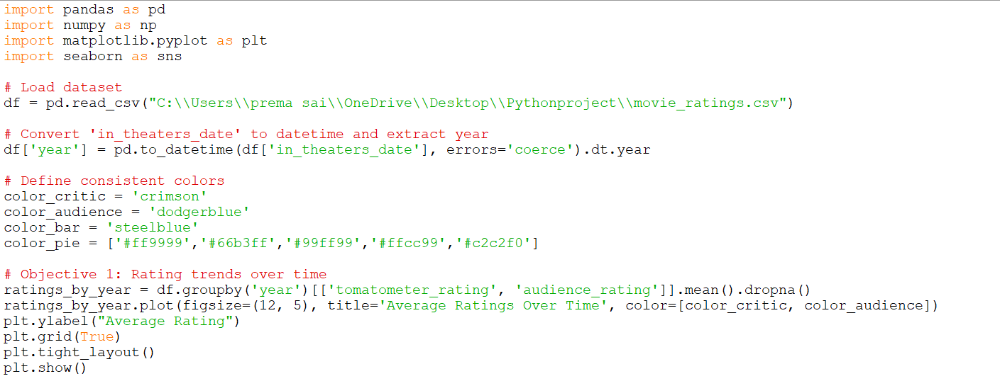 import pandas as pd
import numpy as np
import matplotlib.pyplot as plt
import seaborn as sns

# Load dataset
df = pd.read_csv("C:\\Users\\prema sai\\OneDrive\\Desktop\\Pythonproject\\movie_ratings.csv")

# Convert 'in_theaters_date' to datetime and extract year
df['year'] = pd.to_datetime(df['in_theaters_date'], errors='coerce').dt.year

# Define consistent colors
color_critic = 'crimson'
color_audience = 'dodgerblue'
color_bar = 'steelblue'
color_pie = ['#ff9999','#66b3ff','#99ff99','#ffcc99','#c2c2f0']

# Objective 1: Rating trends over time
ratings_by_year = df.groupby('year')[['tomatometer_rating', 'audience_rating']].mean().dropna()
ratings_by_year.plot(figsize=(12, 5), title='Average Ratings Over Time', color=[color_critic, color_audience])
plt.ylabel("Average Rating")
plt.grid(True)
plt.tight_layout()
plt.show()